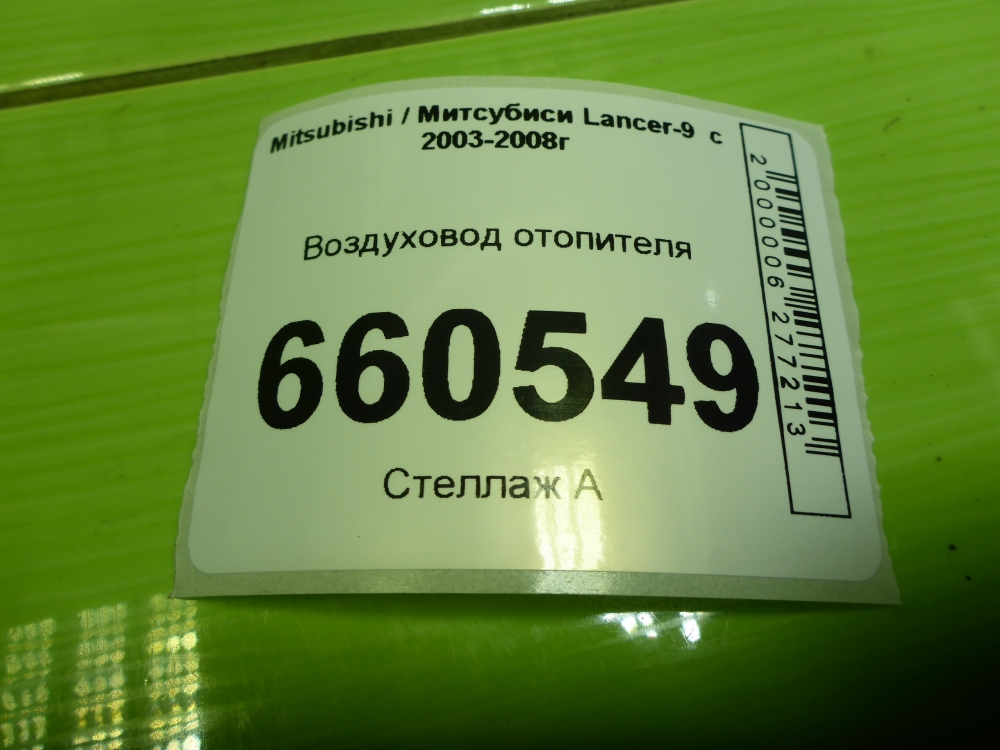 Mitsubishi / Митсубиси Lancer-9 с
2003-2008г
Воздуховод отопителя
660549
Стеллаж А
2000006277213